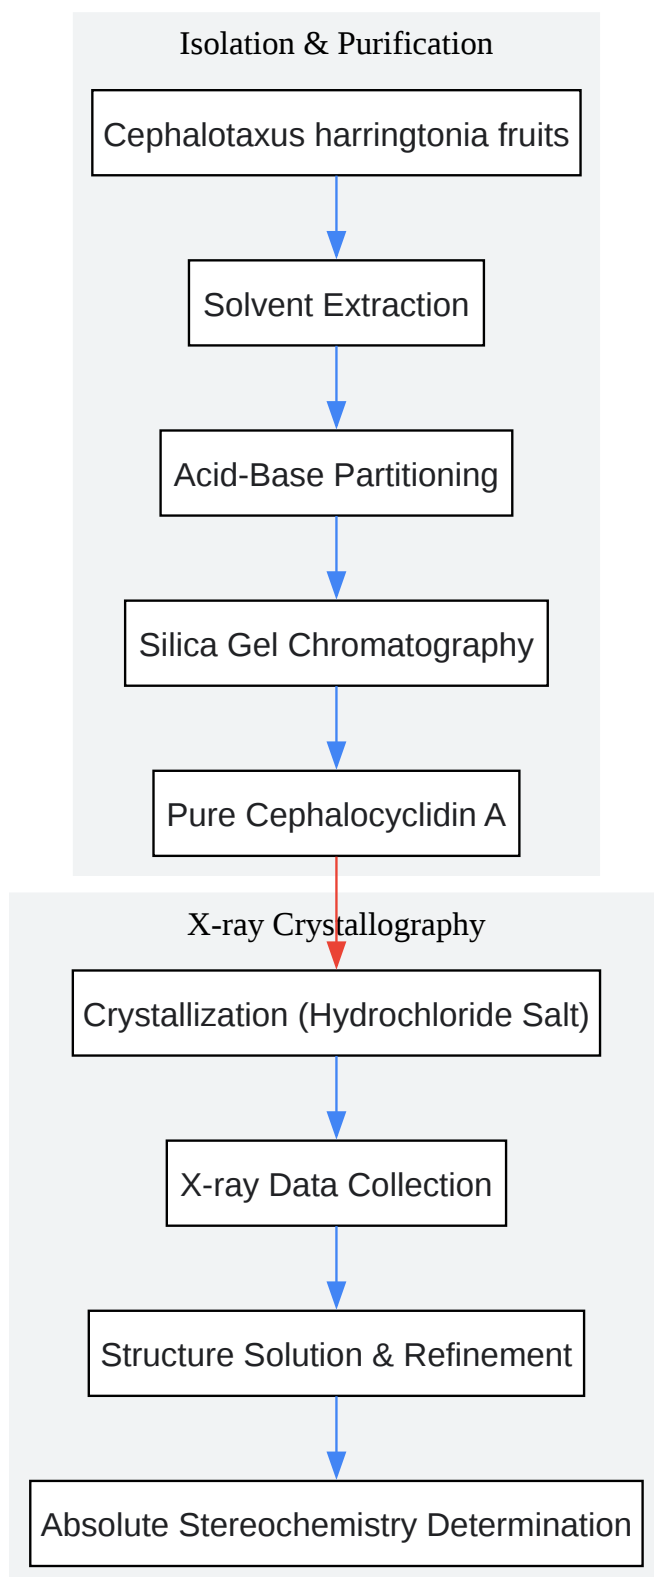 Isolation & Purification
Cephalotaxus harringtonia fruits
Solvent Extraction
Acid-Base Partitioning
Silica Gel Chromatography
Pure Cephalocyclidin A
X-ray Crystallography
Crystallization (Hydrochloride Salt)
X-ray Data Collection
Structure Solution & Refinement
Absolute Stereochemistry Determination